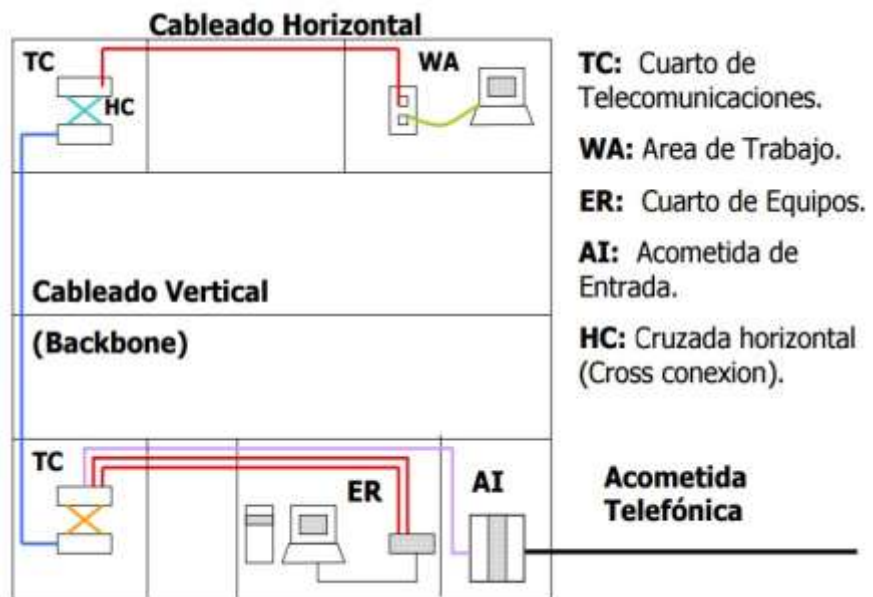 Cableado Horizontal
TC
HC
WA
Cableado Vertical
(Backbone)
TC
ER
AI
TC: Cuarto de
Telecomunicaciones.
WA: Area de Trabajo.
ER: Cuarto de Equipos.
AI: Acometida de
Entrada.
HC: Cruzada horizontal
(Cross conexion).
Acometida
Telefónica